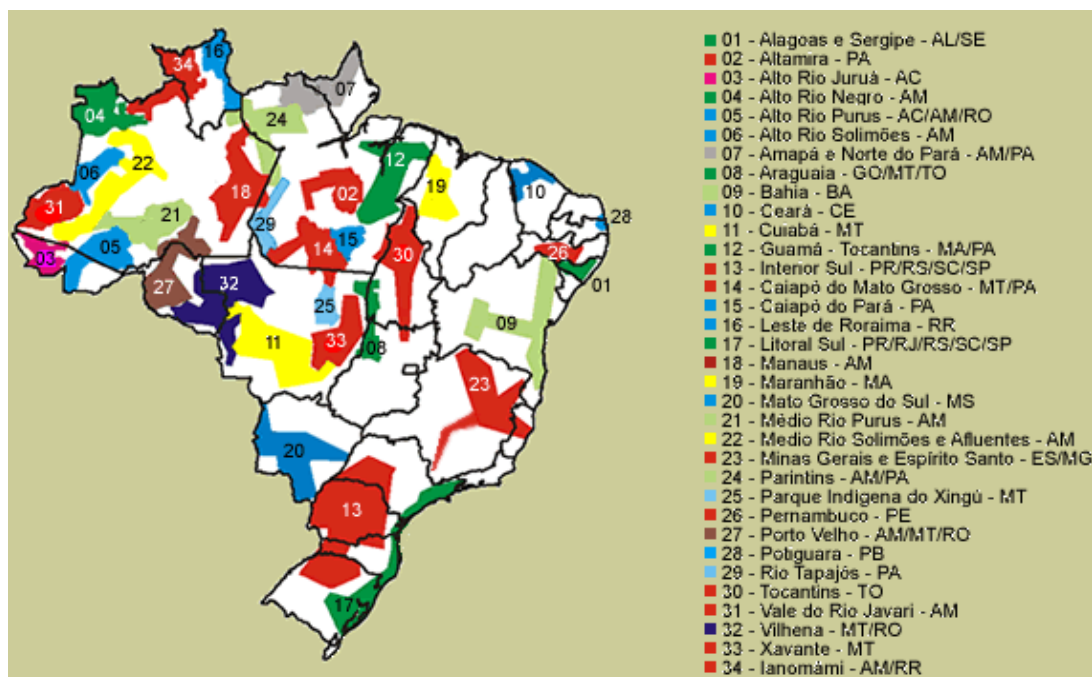 34
16
07
04
24
22
12
06
18
02
19
10
31
21
29
28
03
05
14
15
30
26
27
32
25
01
11
33
08
09
23
20
13
17
01 - Alagoas e Sergipe - AL/SE
02 - Altamira - PA
03 - Alto Rio Juruá - AC
04 - Alto Rio Negro - AM
05 - Alto Rio Purus - AC/AM/RO
06 - Alto Rio Solimões - AM
07 - Amapá e Norte do Pará - AM/PA
08 - Araguaia - GO/MT/TO
09 - Bahia - BA
10 - Ceará - CE
11 - Cuiabá - MT
12 - Guamá - Tocantins - MA/PA
13 - Interior Sul - PR/RS/SC/SP
14 - Caiapó do Mato Grosso - MT/PA
15 - Caiapó do Pará - PA
16 - Leste de Roraima - RR
17 - Litoral Sul - PR/RJ/RS/SC/SP
18 - Manaus - AM
19 - Maranhão - MA
20 - Mato Grosso do Sul - MS
21 - Médio Rio Purus - AM
22 - Medio Rio Solimões e Afluentes - AM
23 - Minas Gerais e Espírito Santo - ES/MG
24 - Parintins - AM/PA
25 - Parque Indígena do Xingú - MT
26 - Pernambuco - PE
27 - Porto Velho - AM/MT/RO
28 - Potiguara - PB
29 - Rio Tapajós - PA
30 - Tocantins - TO
31 - Vale do Rio Javari - AM
32 - Vilhena - MT/RO
33 - Xavante - MT
34 - Ianomâmi - AM/RR